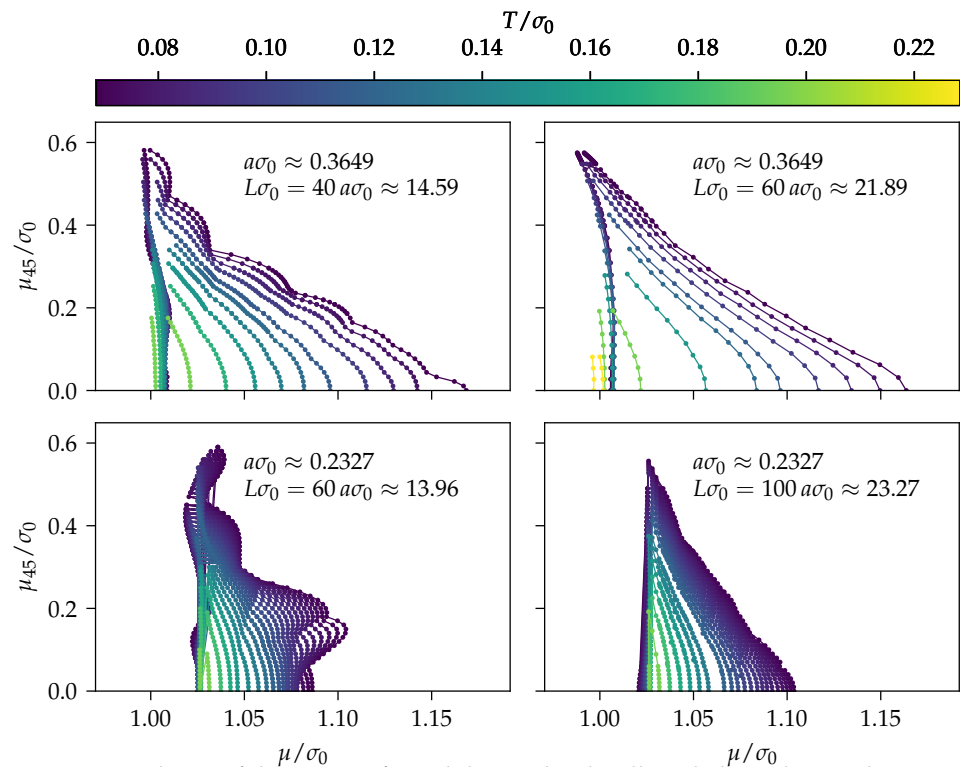 T/σ₀
0.08 0.10 0.12 0.14 0.16 0.18 0.20 0.22
aσ₀ ≈ 0.3649
Lσ₀ = 40 aσ₀ ≈ 14.59
aσ₀ ≈ 0.3649
Lσ₀ = 60 aσ₀ ≈ 21.89
μ₄₅/σ₀
0.6
0.4
0.2
0.0
aσ₀ ≈ 0.2327
Lσ₀ = 60 aσ₀ ≈ 13.96
aσ₀ ≈ 0.2327
Lσ₀ = 100 aσ₀ ≈ 23.27
μ₄₅/σ₀
0.6
0.4
0.2
0.0
1.00 1.05 1.10 1.15
1.00 1.05 1.10 1.15
μ/σ₀
μ/σ₀